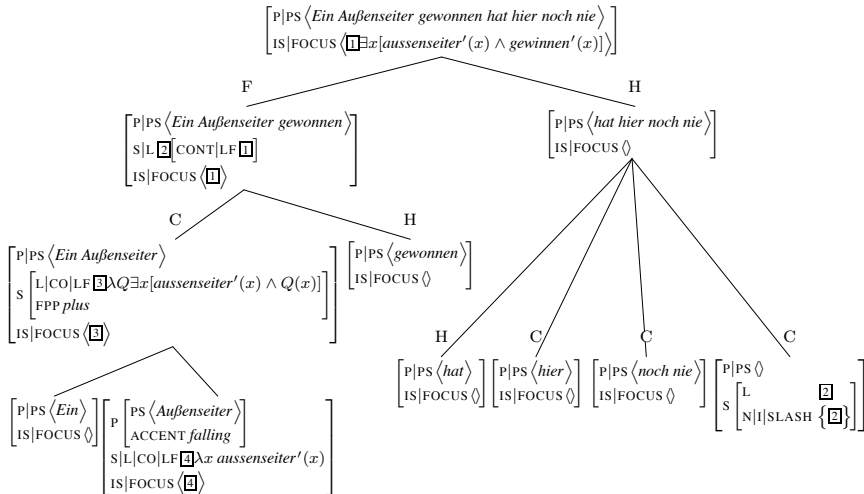 P|PS ⟨Ein Außenseiter gewonnen hat hier noch nie⟩
IS|FOCUS ⟨1∃x[aussenseiter′(x) ∧ gewinnen′(x)]⟩
F H
P|PS ⟨Ein Außenseiter gewonnen⟩
S|L 2[CONT|LF 1]
IS|FOCUS ⟨1⟩
P|PS ⟨hat hier noch nie⟩
IS|FOCUS ⟨⟩
C H
P|PS ⟨Ein Außenseiter⟩
S [L|CO|LF 3λQ∃x[aussenseiter′(x) ∧ Q(x)]
FPP plus]
IS|FOCUS ⟨3⟩
P|PS ⟨gewonnen⟩
IS|FOCUS ⟨⟩
H C C C
P|PS ⟨hat⟩
IS|FOCUS ⟨⟩
P|PS ⟨hier⟩
IS|FOCUS ⟨⟩
P|PS ⟨noch nie⟩
IS|FOCUS ⟨⟩
P|PS ⟨⟩
S [L 2
N|I|SLASH {2}]
P|PS ⟨Ein⟩
IS|FOCUS ⟨⟩
P [PS ⟨Außenseiter⟩
ACCENT falling]
S|L|CO|LF 4λx aussenseiter′(x)
IS|FOCUS ⟨4⟩